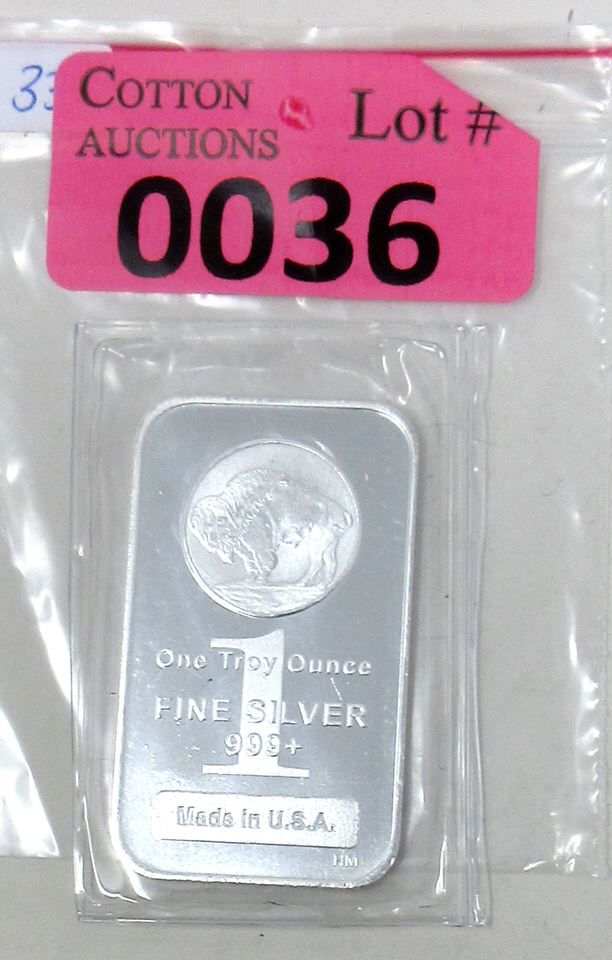 COTTON
AUCTIONS
Lot #
0036
1
One Troy Ounce
FINE SILVER
999+
Made in U.S.A.
HM